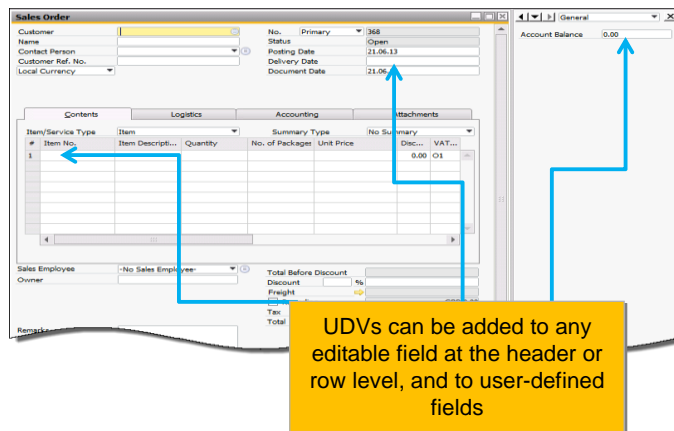 Sales Order
General
Customer
No. Primary 368
Account Balance 0.00
Name
Status Open
Contact Person
Posting Date 21.06.13
Customer Ref. No.
Delivery Date
Local Currency
Document Date 21.06.
Contents Logistics Accounting Attachments
Item/Service Type Item Summary Type No Summary
# Item No. Item Descripti... Quantity No. of Packages Unit Price Disc... VAT...
1 0.00 O1
Sales Employee -No Sales Employee-
Total Before Discount
Owner
Discount %
Freight
Tax
Total
Remarks
UDVs can be added to any
editable field at the header or
row level, and to user-defined
fields